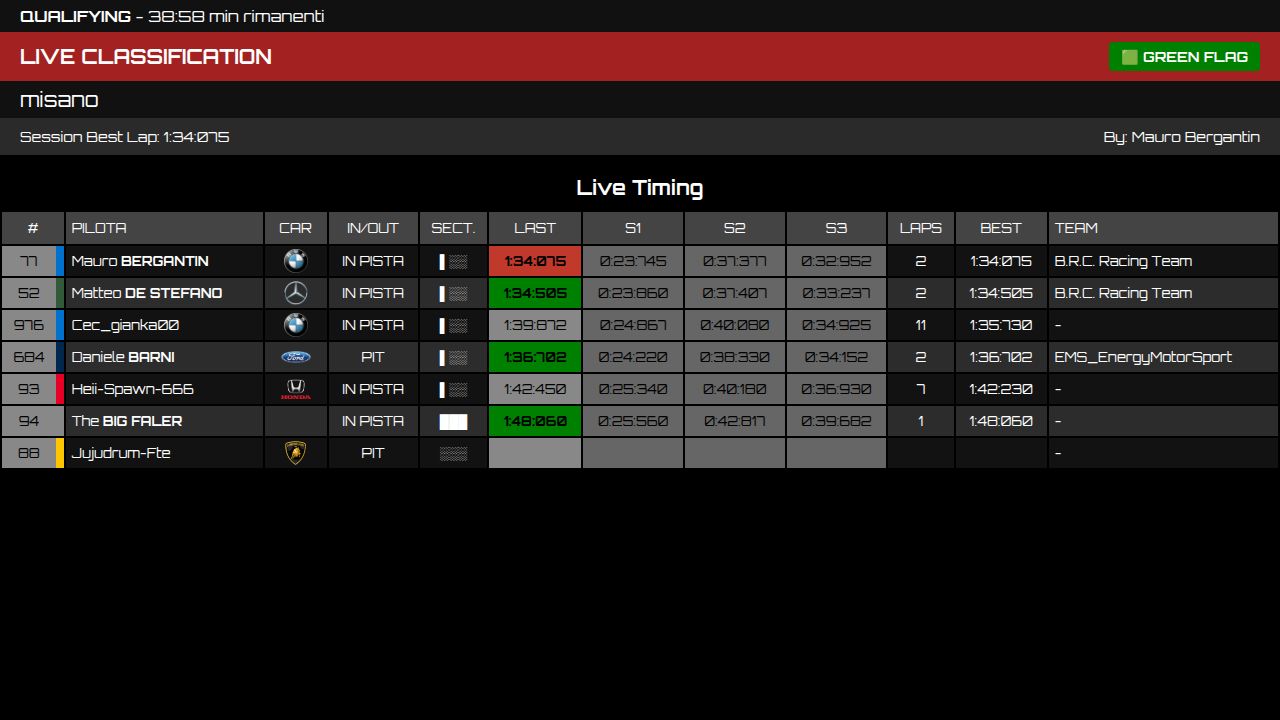 QUALIFYING - 38:58 min rimanenti
LIVE CLASSIFICATION GREEN FLAG
misano
Session Best Lap: 1:34:075 By: Mauro Bergantin
Live Timing
# PILOTA CAR IN/OUT SECT. LAST S1 S2 S3 LAPS BEST TEAM
77 Mauro BERGANTIN IN PISTA 1:34:075 0:23:745 0:37:377 0:32:952 2 1:34:075 B.R.C. Racing Team
52 Matteo DE STEFANO IN PISTA 1:34:505 0:23:860 0:37:407 0:33:237 2 1:34:505 B.R.C. Racing Team
976 Cec_gianka00 IN PISTA 1:39:872 0:24:867 0:40:080 0:34:925 11 1:35:730 -
684 Daniele BARNI Ford PIT 1:36:702 0:24:220 0:38:330 0:34:152 2 1:36:702 EMS_EnergyMotorSport
93 Heii-Spawn-666 HONDA IN PISTA 1:42:450 0:25:340 0:40:180 0:36:930 7 1:42:230 -
94 The BIG FALER IN PISTA 1:48:060 0:25:560 0:42:817 0:39:682 1 1:48:060 -
88 Jujudrum-Fte PIT -